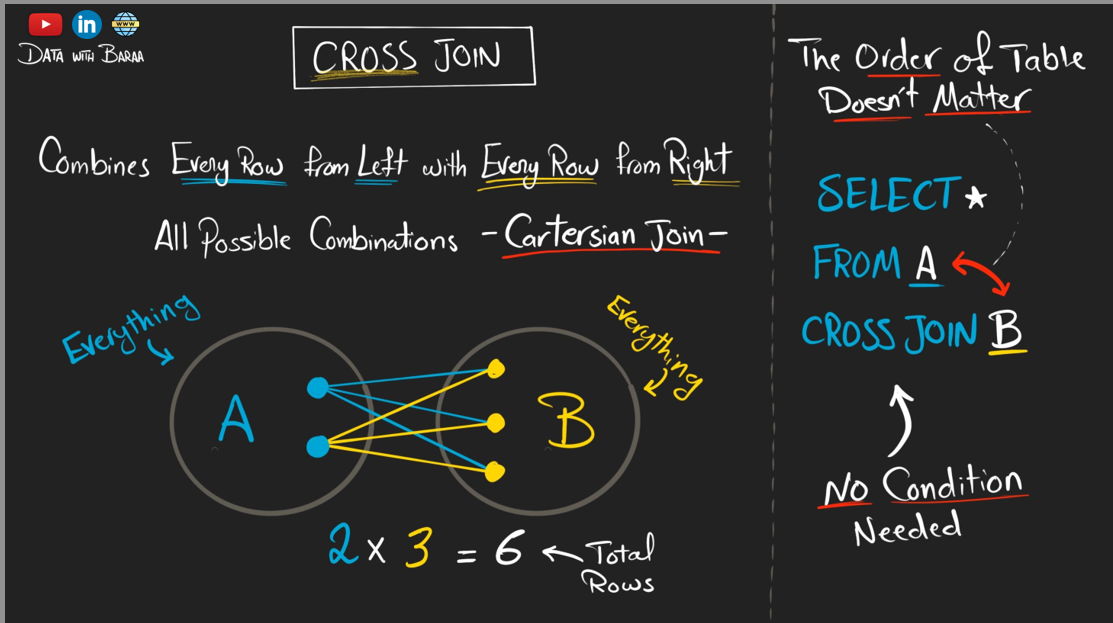 WWW
DATA WITH BARAA
CROSS JOIN
Combines Every Row from Left with Every Row from Right
All Possible Combinations - Cartersian Join -
Everything
Everything
A
B
2 x 3 = 6 Total
Rows
The Order of Table
Doesn't Matter
SELECT *
FROM A
CROSS JOIN B
No Condition
Needed
in